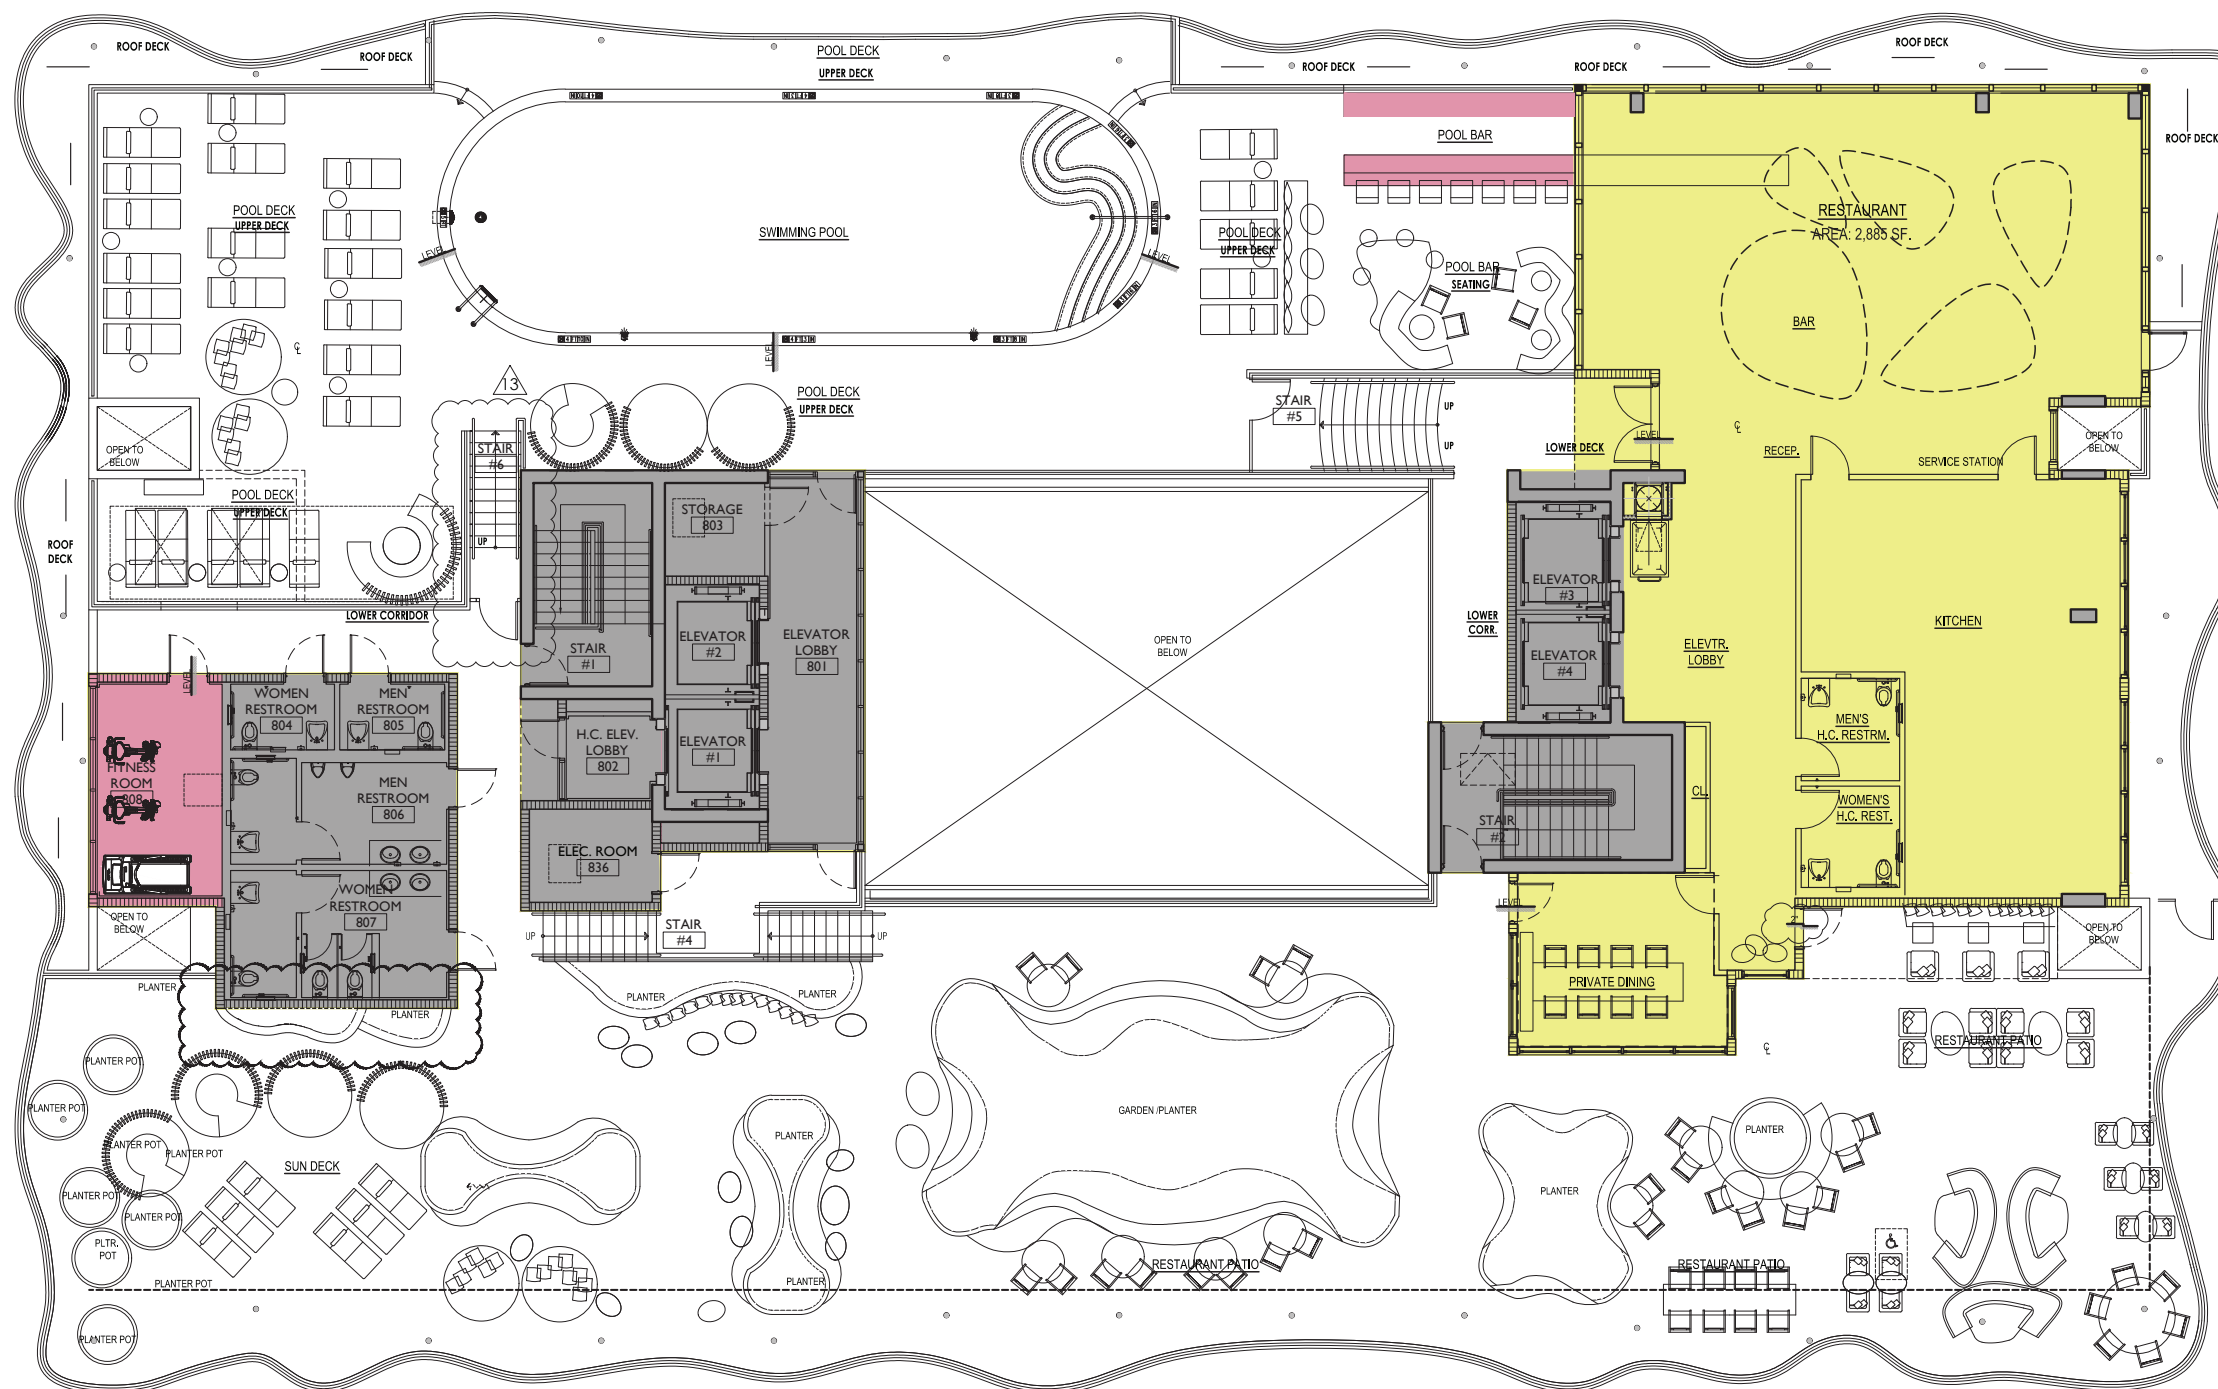 ROOF DECK
ROOF DECK
POOL DECK
UPPER DECK
ROOF DECK
ROOF DECK
ROOF DECK
ROOF DECK
POOL BAR
POOL DECK
UPPER DECK
SWIMMING POOL
LEVEL
LEVEL
LEVEL
POOL DECK
UPPER DECK
POOL BAR
SEATING
RESTAURANT
AREA: 2,885 SF.
BAR
13
POOL DECK
UPPER DECK
STAIR
#5
UP
UP
LOWER DECK
LEVEL
RECEP.
SERVICE STATION
OPEN TO
BELOW
OPEN TO
BELOW
STAIR
#6
UP
POOL DECK
UPPER DECK
ROOF
DECK
LOWER CORRIDOR
STORAGE
803
STAIR
#1
ELEVATOR
#2
ELEVATOR
LOBBY
801
OPEN TO
BELOW
LOWER
CORR.
ELEVATOR
#3
ELEVATOR
#4
ELEVTR.
LOBBY
KITCHEN
LEVEL
WOMEN
RESTROOM
804
MEN
RESTROOM
805
H.C. ELEV.
LOBBY
802
ELEVATOR
#1
MEN'S
H.C. RESTRM.
FITNESS
ROOM
808
MEN
RESTROOM
806
STAIR
#2
CL.
WOMEN'S
H.C. REST.
ELEC. ROOM
836
WOMEN
RESTROOM
807
OPEN TO
BELOW
UP
STAIR
#4
UP
LEVEL
2'
OPEN TO
BELOW
PLANTER
PLANTER
PLANTER
PLANTER
PRIVATE DINING
RESTAURANT PATIO
PLANTER POT
PLANTER POT
PLANTER POT
PLANTER POT
SUN DECK
PLANTER POT
PLANTER POT
PLTR.
POT
PLANTER POT
PLANTER POT
PLANTER
PLANTER
GARDEN /PLANTER
PLANTER
PLANTER
RESTAURANT PATIO
RESTAURANT PATIO